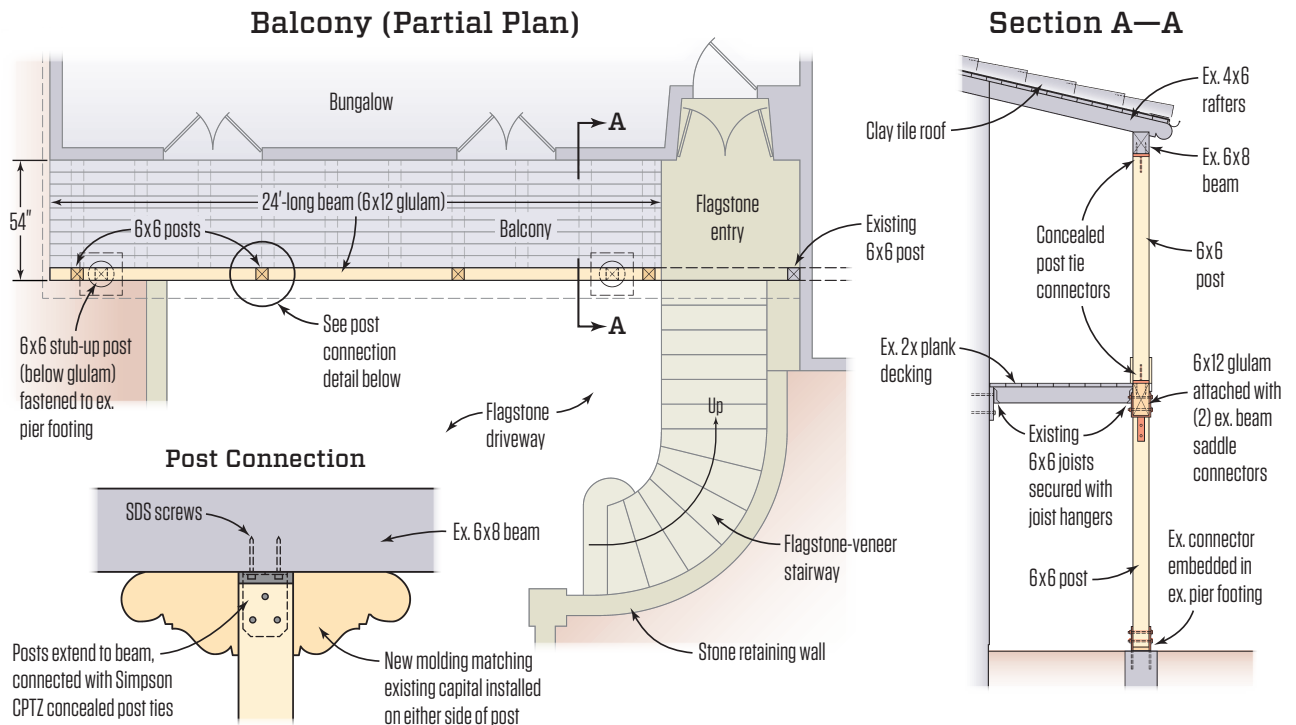 Balcony (Partial Plan)
Bungalow
A
54"
24'-long beam (6x12 glulam)
6x6 posts
Balcony
Flagstone
entry
Existing
6x6 post
A
6x6 stub-up post
(below glulam)
fastened to ex.
pier footing
See post
connection
detail below
Flagstone
driveway
Up
Flagstone-veneer
stairway
Stone retaining wall
Post Connection
SDS screws
Ex. 6x8 beam
Posts extend to beam,
connected with Simpson
CPTZ concealed post ties
New molding matching
existing capital installed
on either side of post
Section A—A
Ex. 4x6
rafters
Clay tile roof
Ex. 6x8
beam
Concealed
post tie
connectors
6x6
post
Ex. 2x plank
decking
6x12 glulam
attached with
(2) ex. beam
saddle
connectors
Existing
6x6 joists
secured with
joist hangers
Ex. connector
embedded in
ex. pier footing
6x6 post